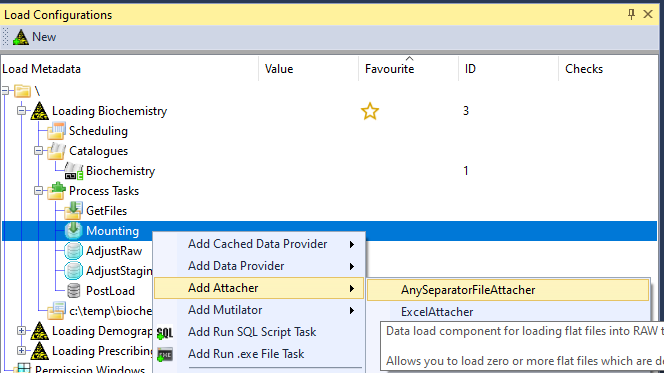 Load Configurations
New
Load Metadata Value Favourite ID Checks
\
Loading Biochemistry 3
Scheduling
Catalogues
Biochemistry 1
Process Tasks
GetFiles
Mounting
AdjustRaw
AdjustStagin
PostLoad
c:\temp\bioche
Loading Demograp
Loading Prescribing
Permission Windows
Add Cached Data Provider
Add Data Provider
Add Attacher
Add Mutilator
SQL Add Run SQL Script Task
EXE Add Run .exe File Task
AnySeparatorFileAttacher
ExcelAttacher
Data load component for loading flat files into RAW t
Allows you to load zero or more flat files which are de